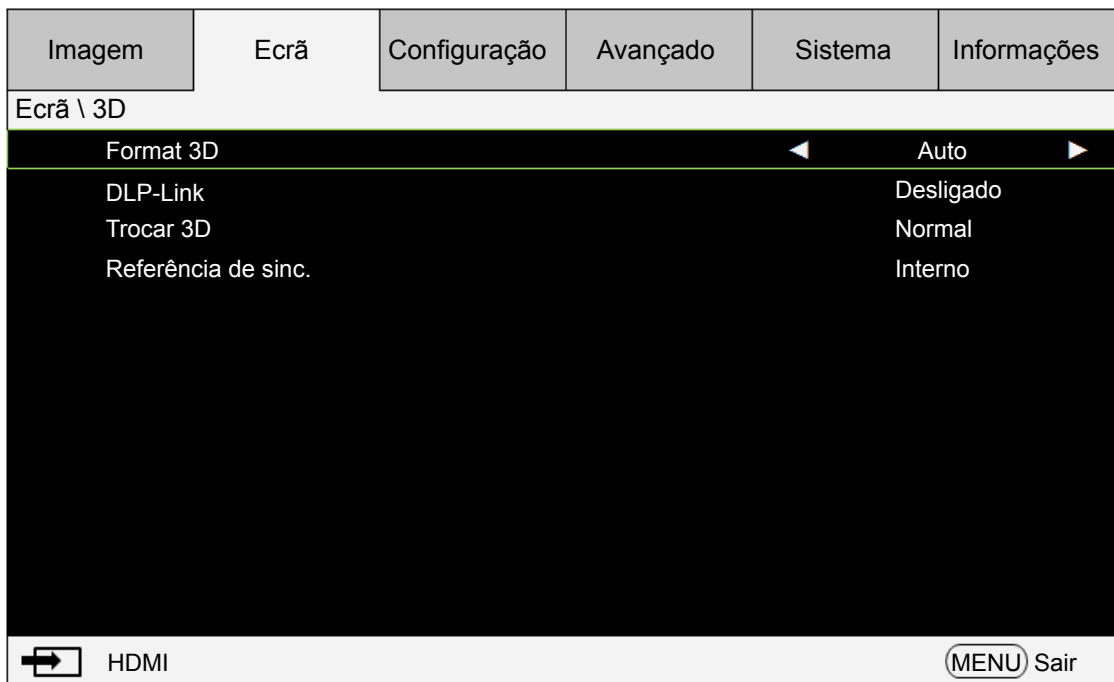 Imagem Ecrã Configuração Avançado Sistema Informações
Ecrã \ 3D
Format 3D Auto
DLP-Link Desligado
Trocar 3D Normal
Referência de sinc. Interno
HDMI MENU Sair